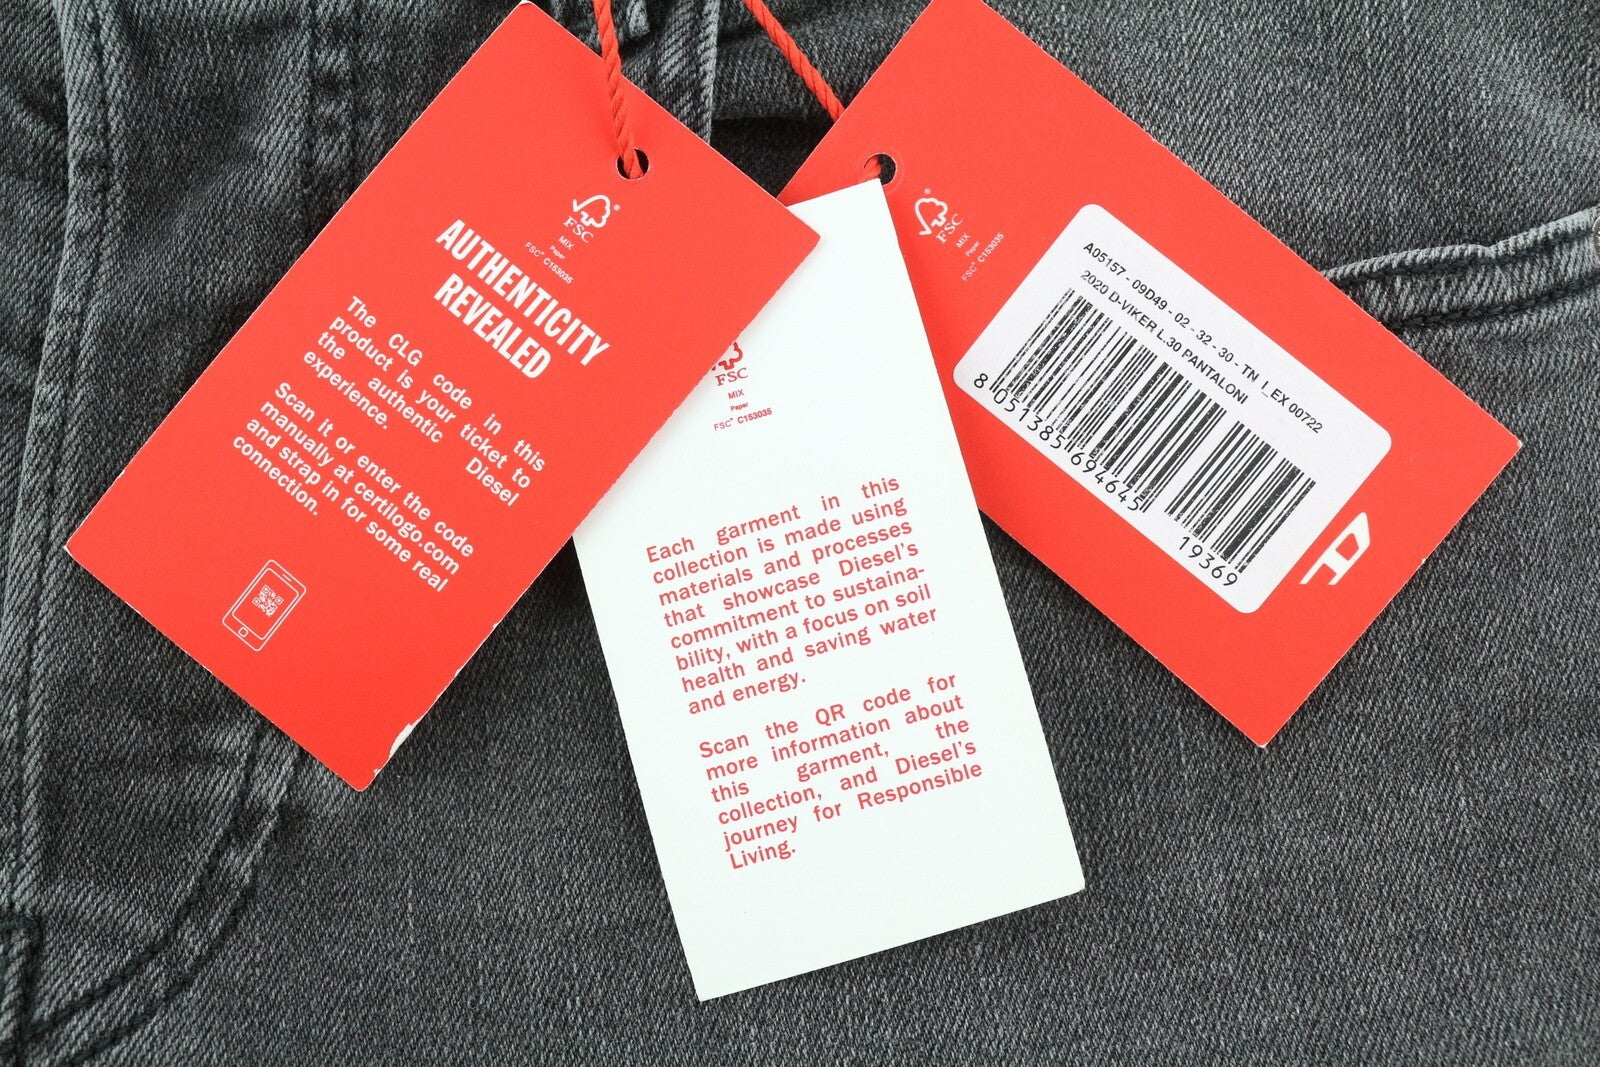 FSC®
MIX
Paper
FSC® C153035
AUTHENTICITY
REVEALED
The CLG code in this
product is your ticket to
the authentic Diesel
experience.
Scan it or enter the code
manually at certilogo.com
and strap in for some real
connection.
FSC
MIX
Paper
FSC® C153035
Each garment in this
collection is made using
materials and processes
that showcase Diesel's
commitment to sustaina-
bility, with a focus on soil
health and saving water
and energy.
Scan the QR code for
more information about
this garment, the
collection, and Diesel's
journey for Responsible
Living.
FSC®
MIX
Paper
FSC® C153035
A05157 - 09D49 - 02 - 32 - 30 - TN I_EX 00722
2020 D-VIKER L.30 PANTALONI
8 051385 694645
19369
D